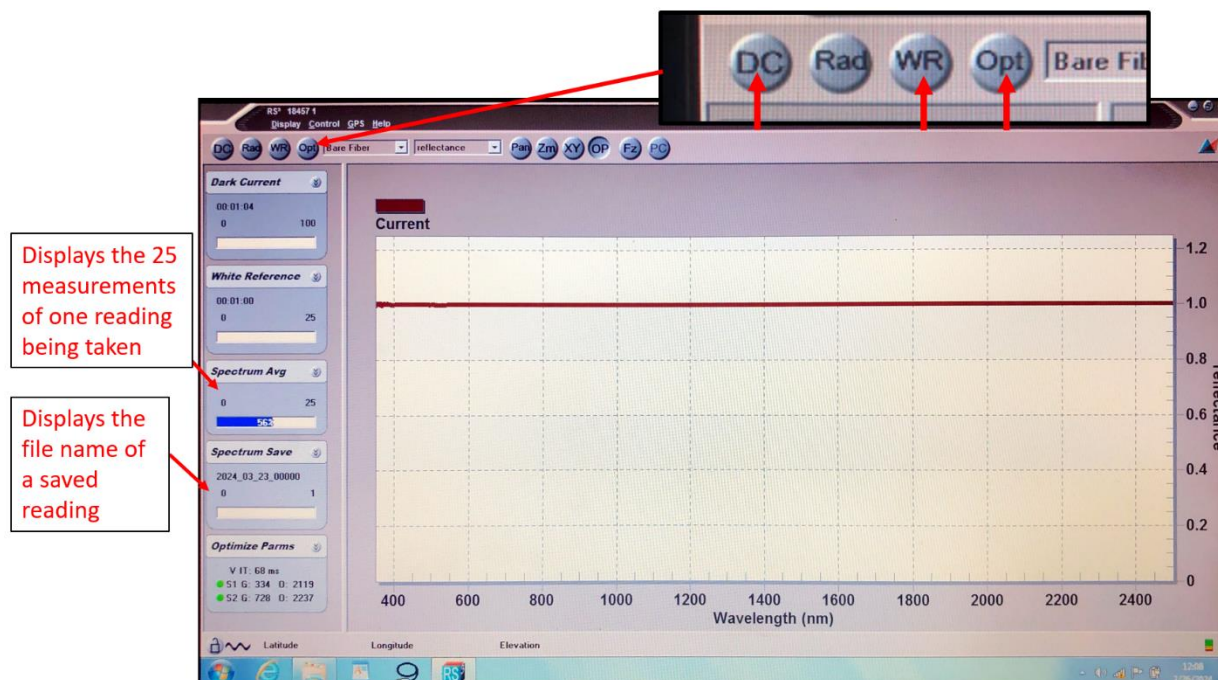 DC Rad WR Opt Bare Fib
RS³ 18457 1
Display Control GPS Help
DC Rad WR Opt Bare Fiber reflectance Pan Zm XY OP Fz PC
Dark Current
00:01:04
0 100
White Reference
00:01:00
0 25
Spectrum Avg
0 25
Spectrum Save
2024_03_23_00000
0 1
Optimize Parms
V IT: 68 ms
S1 G: 334 O: 2119
S2 G: 728 O: 2237
Displays the 25
measurements
of one reading
being taken
Displays the
file name of
a saved
reading
Current
1.2
1.0
0.8
0.6
0.4
0.2
0
reflectance
400 600 800 1000 1200 1400 1600 1800 2000 2200 2400
Wavelength (nm)
Latitude Longitude Elevation
RS³
12:08